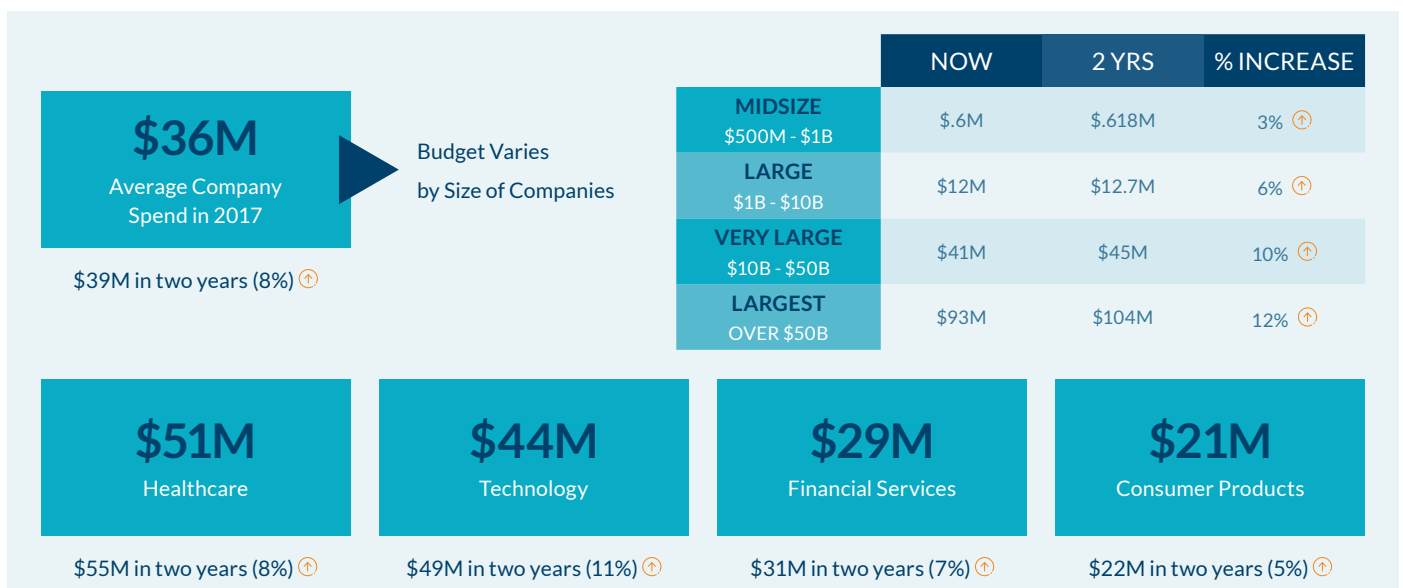 $36M
Average Company
Spend in 2017
$39M in two years (8%)
Budget Varies
by Size of Companies
NOW 2 YRS % INCREASE
MIDSIZE
$500M - $1B
$.6M $.618M 3%
LARGE
$1B - $10B
$12M $12.7M 6%
VERY LARGE
$10B - $50B
$41M $45M 10%
LARGEST
OVER $50B
$93M $104M 12%
$51M
Healthcare
$55M in two years (8%)
$44M
Technology
$49M in two years (11%)
$29M
Financial Services
$31M in two years (7%)
$21M
Consumer Products
$22M in two years (5%)